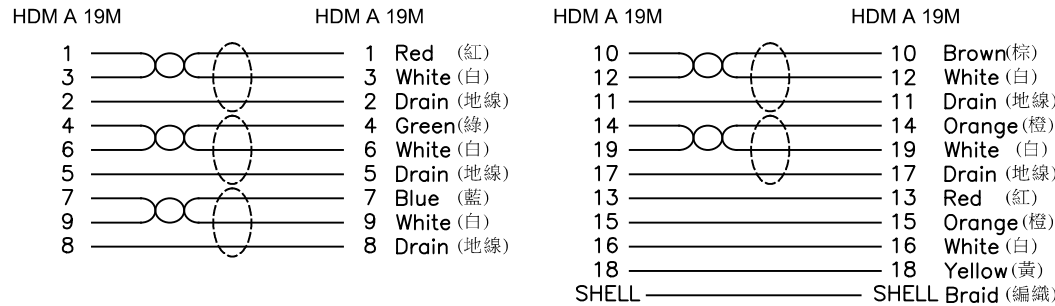 HDM A 19M HDM A 19M
1 1 Red (紅)
3 3 White (白)
2 2 Drain (地線)
4 4 Green (綠)
6 6 White (白)
5 5 Drain (地線)
7 7 Blue (藍)
9 9 White (白)
8 8 Drain (地線)
HDM A 19M HDM A 19M
10 10 Brown (棕)
12 12 White (白)
11 11 Drain (地線)
14 14 Orange (橙)
19 19 White (白)
17 17 Drain (地線)
13 13 Red (紅)
15 15 Orange (橙)
16 16 White (白)
18 18 Yellow (黃)
SHELL SHELL Braid (編織)